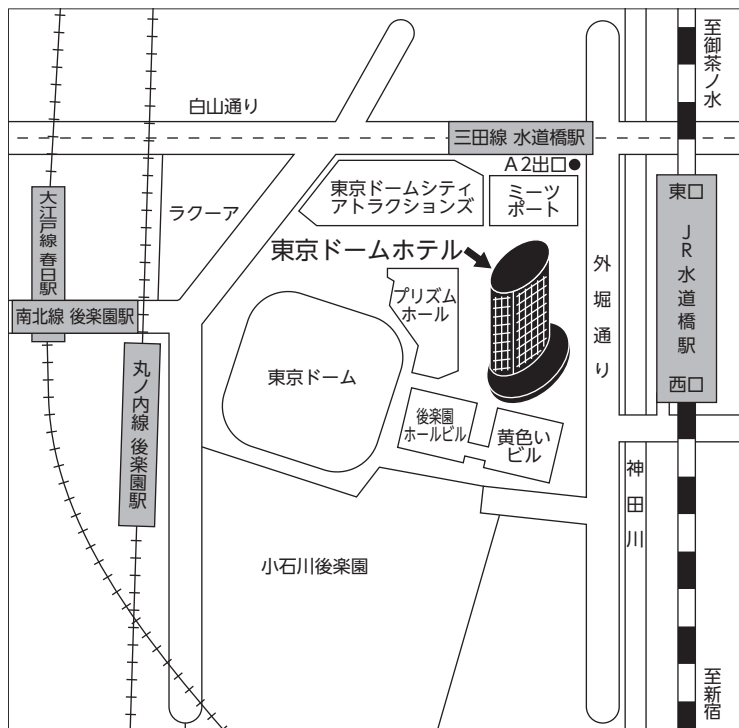 至御茶ノ水
白山通り
三田線 水道橋駅
A2出口
東京ドームシティ
アトラクションズ
ミーツ
ポート
ラクーア
大江戸線 春日駅
東口
JR水道橋駅
西口
東京ドームホテル
外堀通り
プリズム
ホール
南北線 後楽園駅
丸ノ内線 後楽園駅
東京ドーム
後楽園
ホールビル
黄色い
ビル
神田川
小石川後楽園
至新宿